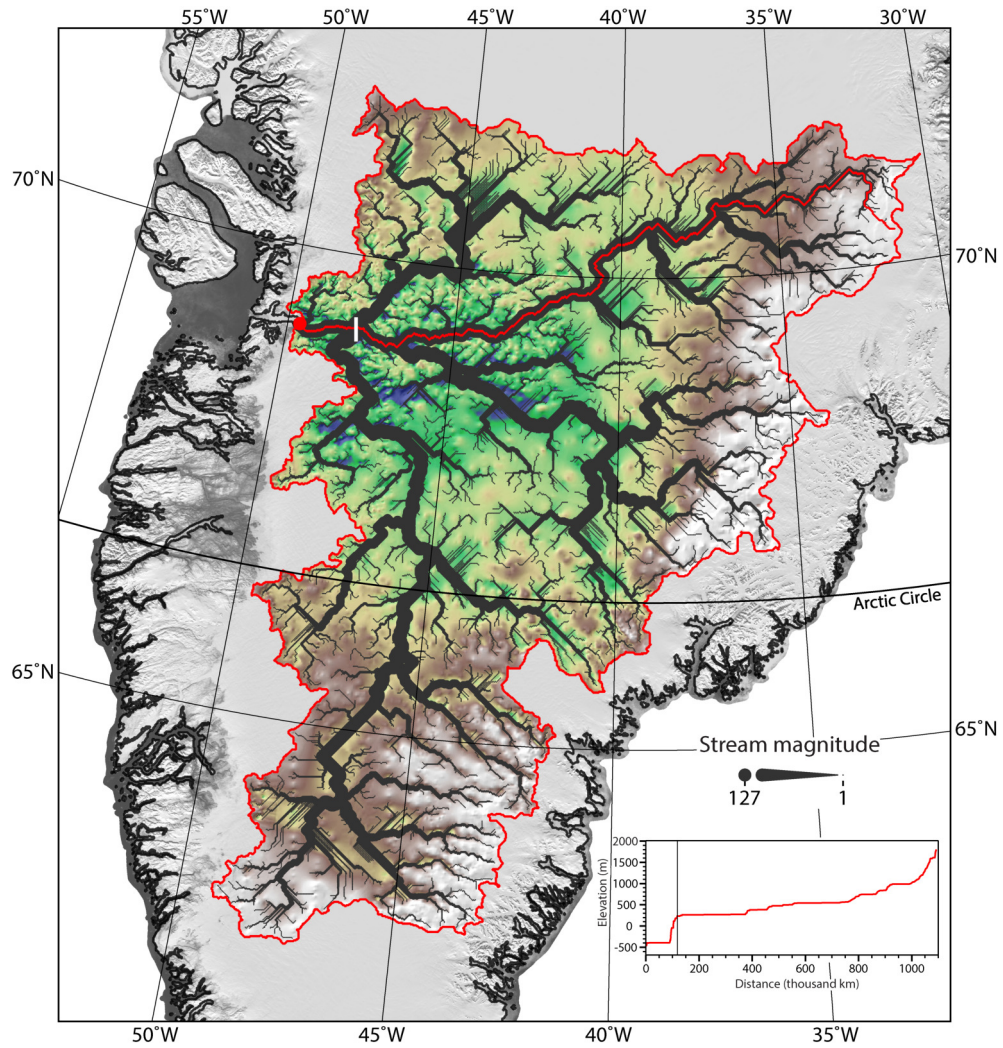 55˚W 50˚W 45˚W 40˚W 35˚W 30˚W
70˚N
70˚N
Arctic Circle
65˚N
65˚N
Stream magnitude
127 1
2000
1500
1000
500
0
-500
Elevation (m)
0 200 400 600 800 1000
Distance (thousand km)
50˚W 45˚W 40˚W 35˚W